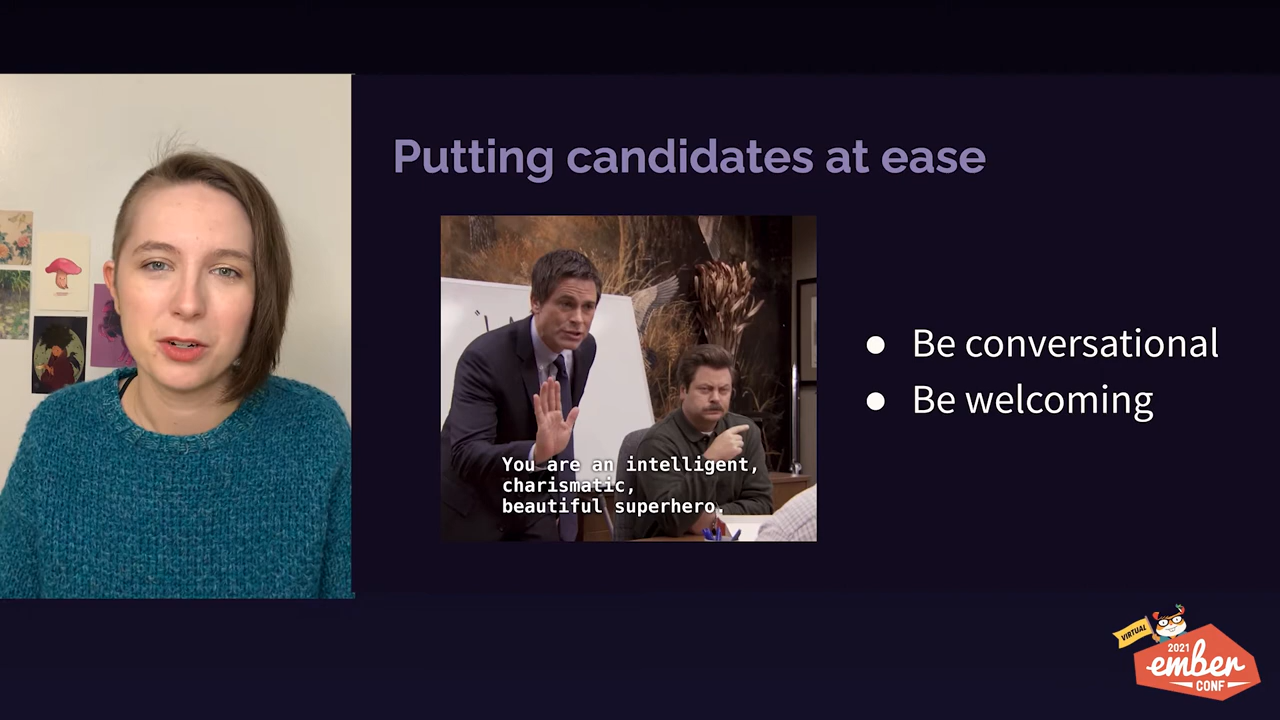 Putting candidates at ease
You are an intelligent,
charismatic,
beautiful superhero.
● Be conversational
● Be welcoming
VIRTUAL
2021
ember
CONF